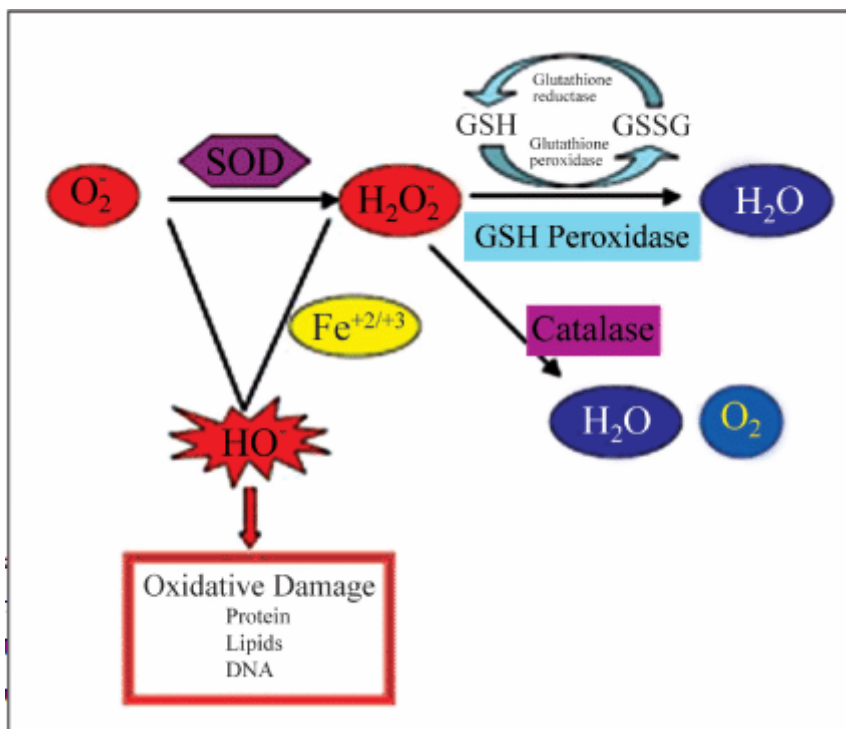 Glutathione
reductase
GSH
GSSG
Glutathione
peroxidase
SOD
O₂⁻
H₂O₂⁻
H₂O
GSH Peroxidase
Fe⁺²/⁺³
Catalase
H₂O
O₂
HO⁻
Oxidative Damage
Protein
Lipids
DNA